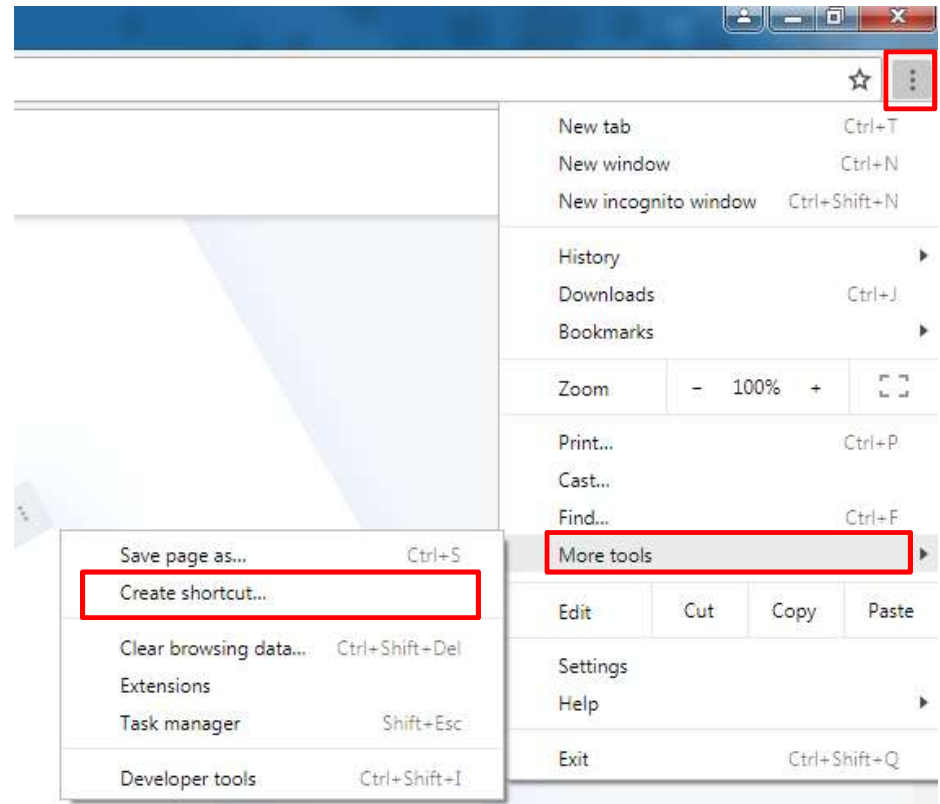 New tab Ctrl+T
New window Ctrl+N
New incognito window Ctrl+Shift+N
History
Downloads Ctrl+J
Bookmarks
Zoom - 100% +
Print... Ctrl+P
Cast...
Find... Ctrl+F
More tools
Edit Cut Copy Paste
Settings
Help
Exit Ctrl+Shift+Q
Save page as... Ctrl+S
Create shortcut...
Clear browsing data... Ctrl+Shift+Del
Extensions
Task manager Shift+Esc
Developer tools Ctrl+Shift+I